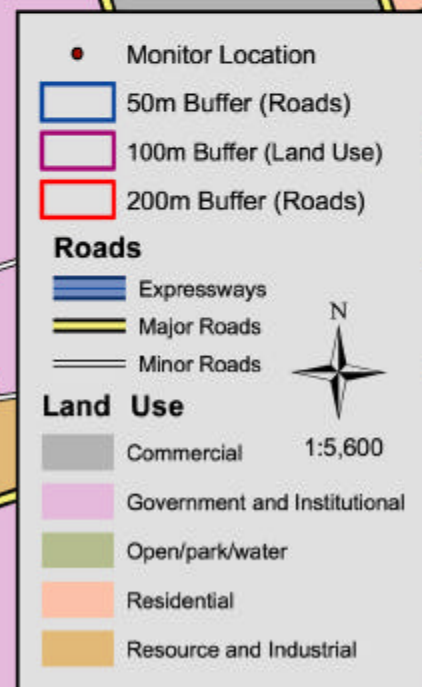 Monitor Location
50m Buffer (Roads)
100m Buffer (Land Use)
200m Buffer (Roads)
Roads
Expressways
Major Roads
Minor Roads
N
Land Use
Commercial
1:5,600
Government and Institutional
Open/park/water
Residential
Resource and Industrial